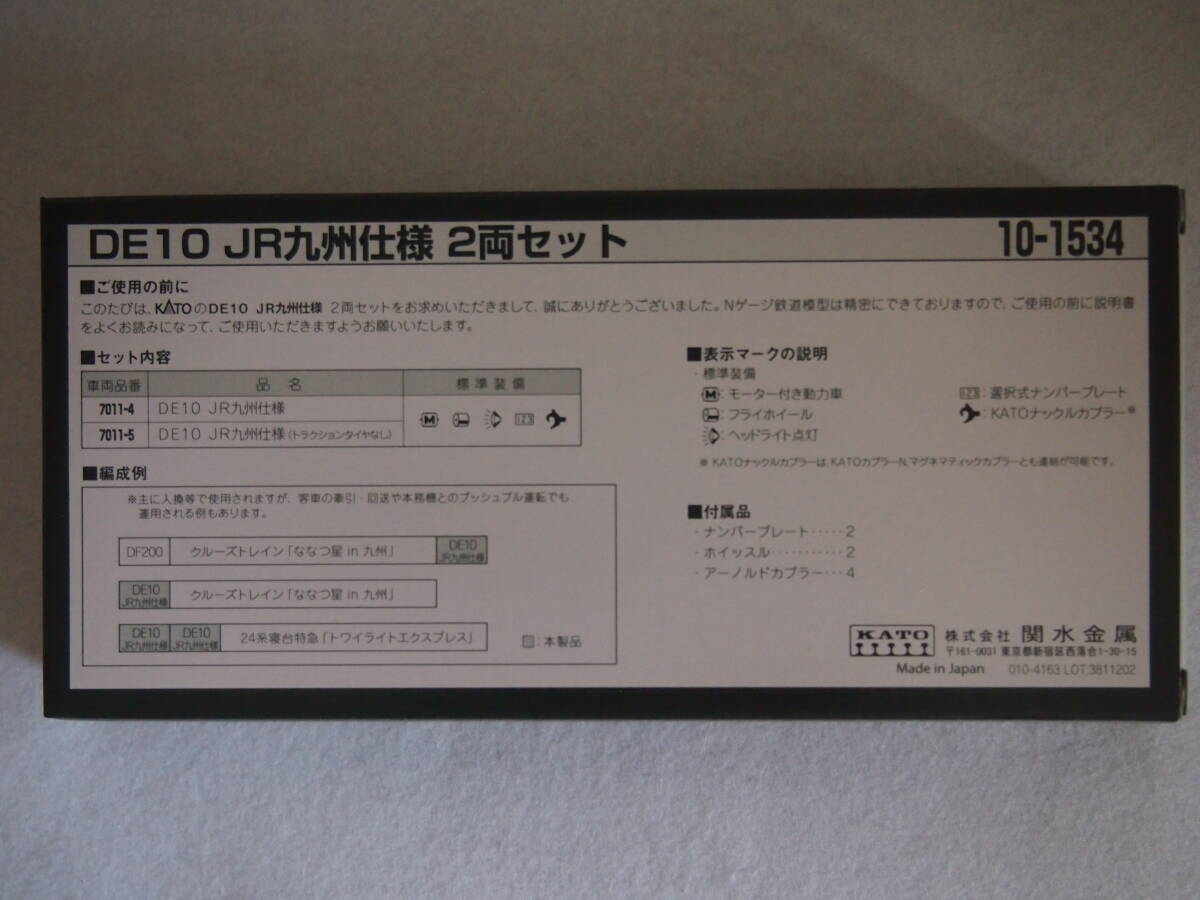 DE10 JR九州仕様 2両セット 10-1534
■ご使用の前に
このたびは、KATOのDE10 JR九州仕様 2両セットをお求めいただきまして、誠にありがとうございました。Nゲージ鉄道模型は精密にできておりますので、ご使用の前に説明書
をよくお読みになって、ご使用いただきますようお願いいたします。
■セット内容
車両品番 品名 標準装備
7011-4 DE10 JR九州仕様
7011-5 DE10 JR九州仕様(トラクションタイヤなし)
M 123
■編成例
※主に入換等で使用されますが、客車の牽引・回送や本務機とのプッシュプル運転でも
運用される例もあります。
DF200 クルーズトレイン「ななつ星 in 九州」 DE10 JR九州仕様
DE10 JR九州仕様 クルーズトレイン「ななつ星 in 九州」
DE10 JR九州仕様 DE10 JR九州仕様 24系寝台特急「トワイライトエクスプレス」
:本製品
■表示マークの説明
・標準装備
M:モーター付き動力車 123:選択式ナンバープレート
:フライホイール :KATOナックルカプラー※
:ヘッドライト点灯
※ KATOナックルカプラーは、KATOカプラーN、マグネマティックカプラーとも連結が可能です。
■付属品
・ナンバープレート・・・・・2
・ホイッスル・・・・・・・・・・・2
・アーノルドカプラー・・・4
KATO 株式会社 関水金属
〒161-0031 東京都新宿区西落合1-30-15
Made in Japan 010-4163 LOT:3811202